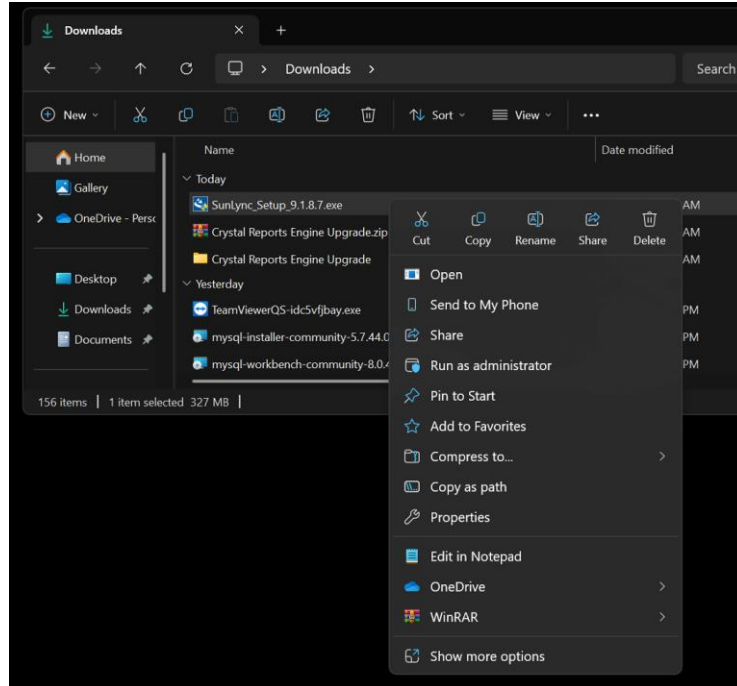 Downloads
Downloads
Search
New
Sort
View
Home
Gallery
OneDrive - Persc
Desktop
Downloads
Documents
Name
Date modified
Today
SunLync_Setup_9.1.8.7.exe
AM
Crystal Reports Engine Upgrade.zip
AM
Crystal Reports Engine Upgrade
AM
Yesterday
TeamViewerQS-idc5vfjbay.exe
PM
mysql-installer-community-5.7.44.0
PM
mysql-workbench-community-8.0.4
PM
156 items | 1 item selected 327 MB |
Cut Copy Rename Share Delete
Open
Send to My Phone
Share
Run as administrator
Pin to Start
Add to Favorites
Compress to...
Copy as path
Properties
Edit in Notepad
OneDrive
WinRAR
Show more options